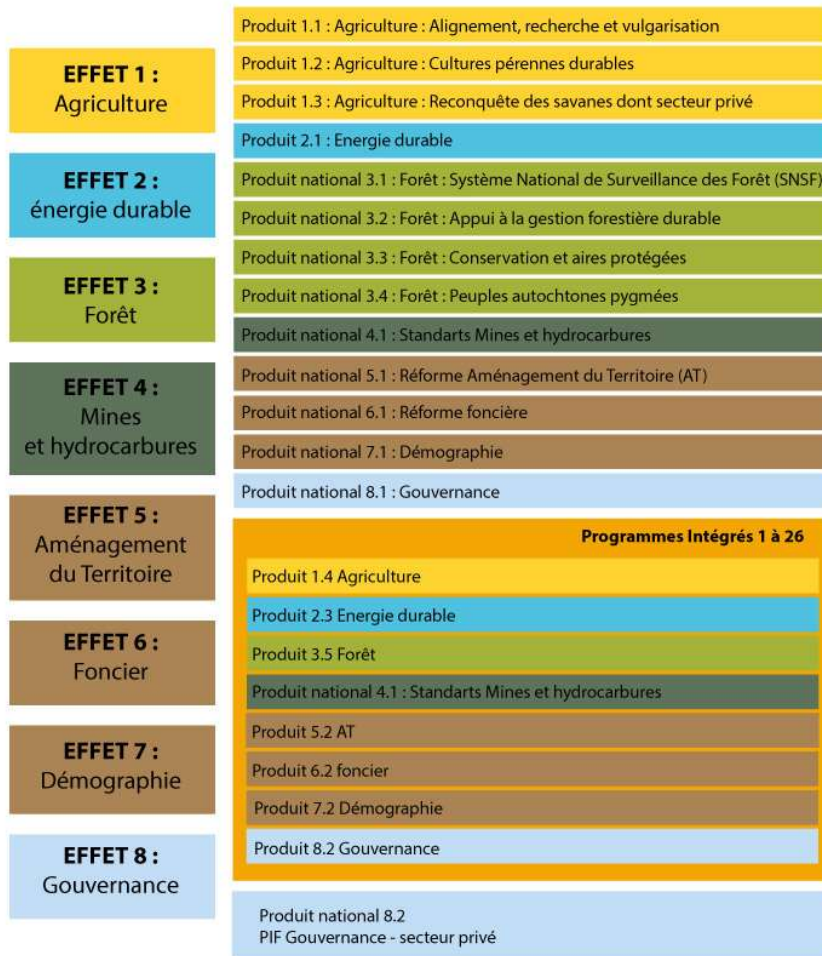 EFFET 1 :
Agriculture
EFFET 2 :
énergie durable
EFFET 3 :
Forêt
EFFET 4 :
Mines
et hydrocarbures
EFFET 5 :
Aménagement
du Territoire
EFFET 6 :
Foncier
EFFET 7 :
Démographie
EFFET 8 :
Gouvernance
Produit 1.1 : Agriculture : Alignement, recherche et vulgarisation
Produit 1.2 : Agriculture : Cultures pérennes durables
Produit 1.3 : Agriculture : Reconquête des savanes dont secteur privé
Produit 2.1 : Energie durable
Produit national 3.1 : Forêt : Système National de Surveillance des Forêt (SNSF)
Produit national 3.2 : Forêt : Appui à la gestion forestière durable
Produit national 3.3 : Forêt : Conservation et aires protégées
Produit national 3.4 : Forêt : Peuples autochtones pygmées
Produit national 4.1 : Standarts Mines et hydrocarbures
Produit national 5.1 : Réforme Aménagement du Territoire (AT)
Produit national 6.1 : Réforme foncière
Produit national 7.1 : Démographie
Produit national 8.1 : Gouvernance
Programmes Intégrés 1 à 26
Produit 1.4 Agriculture
Produit 2.3 Energie durable
Produit 3.5 Forêt
Produit national 4.1 : Standarts Mines et hydrocarbures
Produit 5.2 AT
Produit 6.2 foncier
Produit 7.2 Démographie
Produit 8.2 Gouvernance
Produit national 8.2
PIF Gouvernance - secteur privé